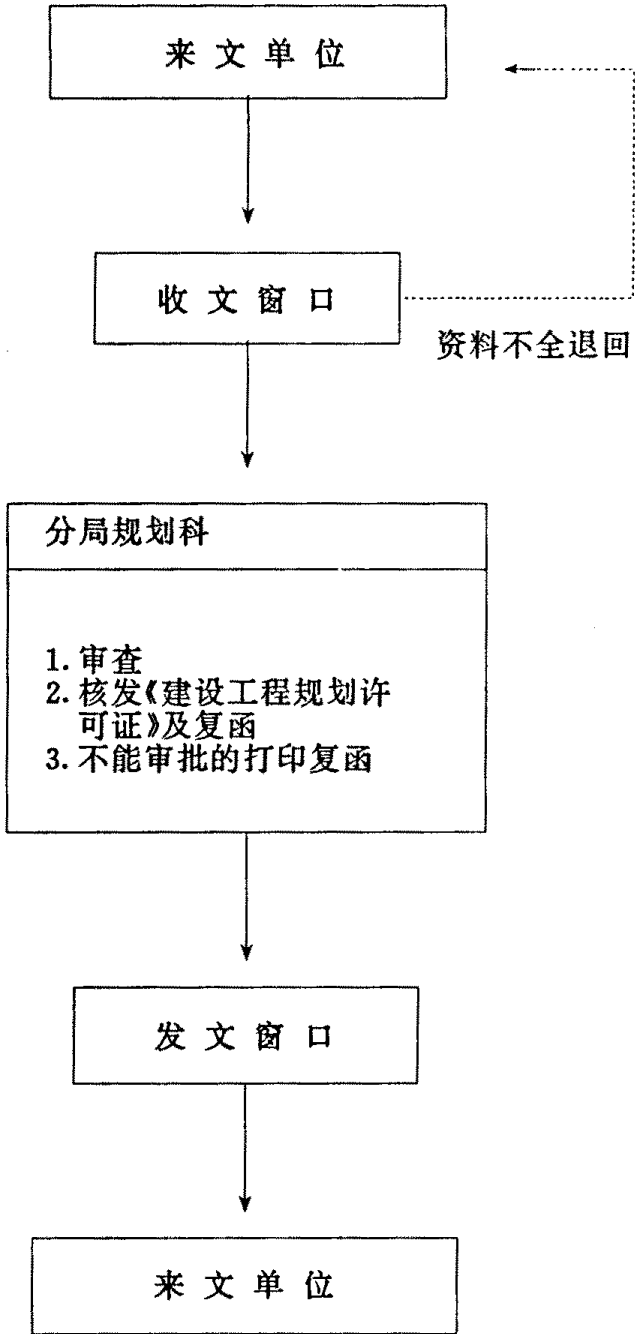 来文单位
收文窗口
资料不全退回
分局规划科
1.审查
2.核发《建设工程规划许
可证》及复函
3.不能审批的打印复函
发文窗口
来文单位